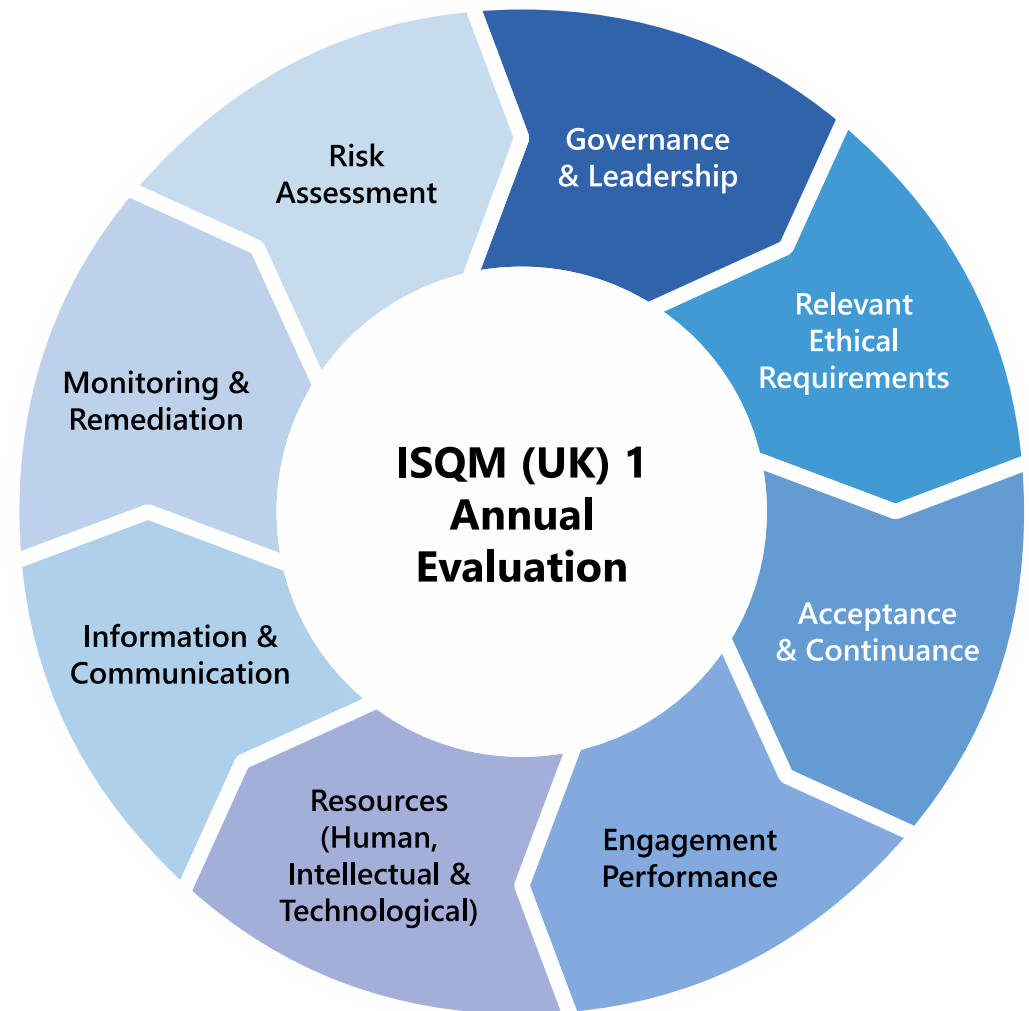 Governance
& Leadership
Relevant
Ethical
Requirements
Acceptance
& Continuance
Engagement
Performance
Resources
(Human,
Intellectual &
Technological)
Information &
Communication
Monitoring &
Remediation
Risk
Assessment
ISQM (UK) 1
Annual
Evaluation